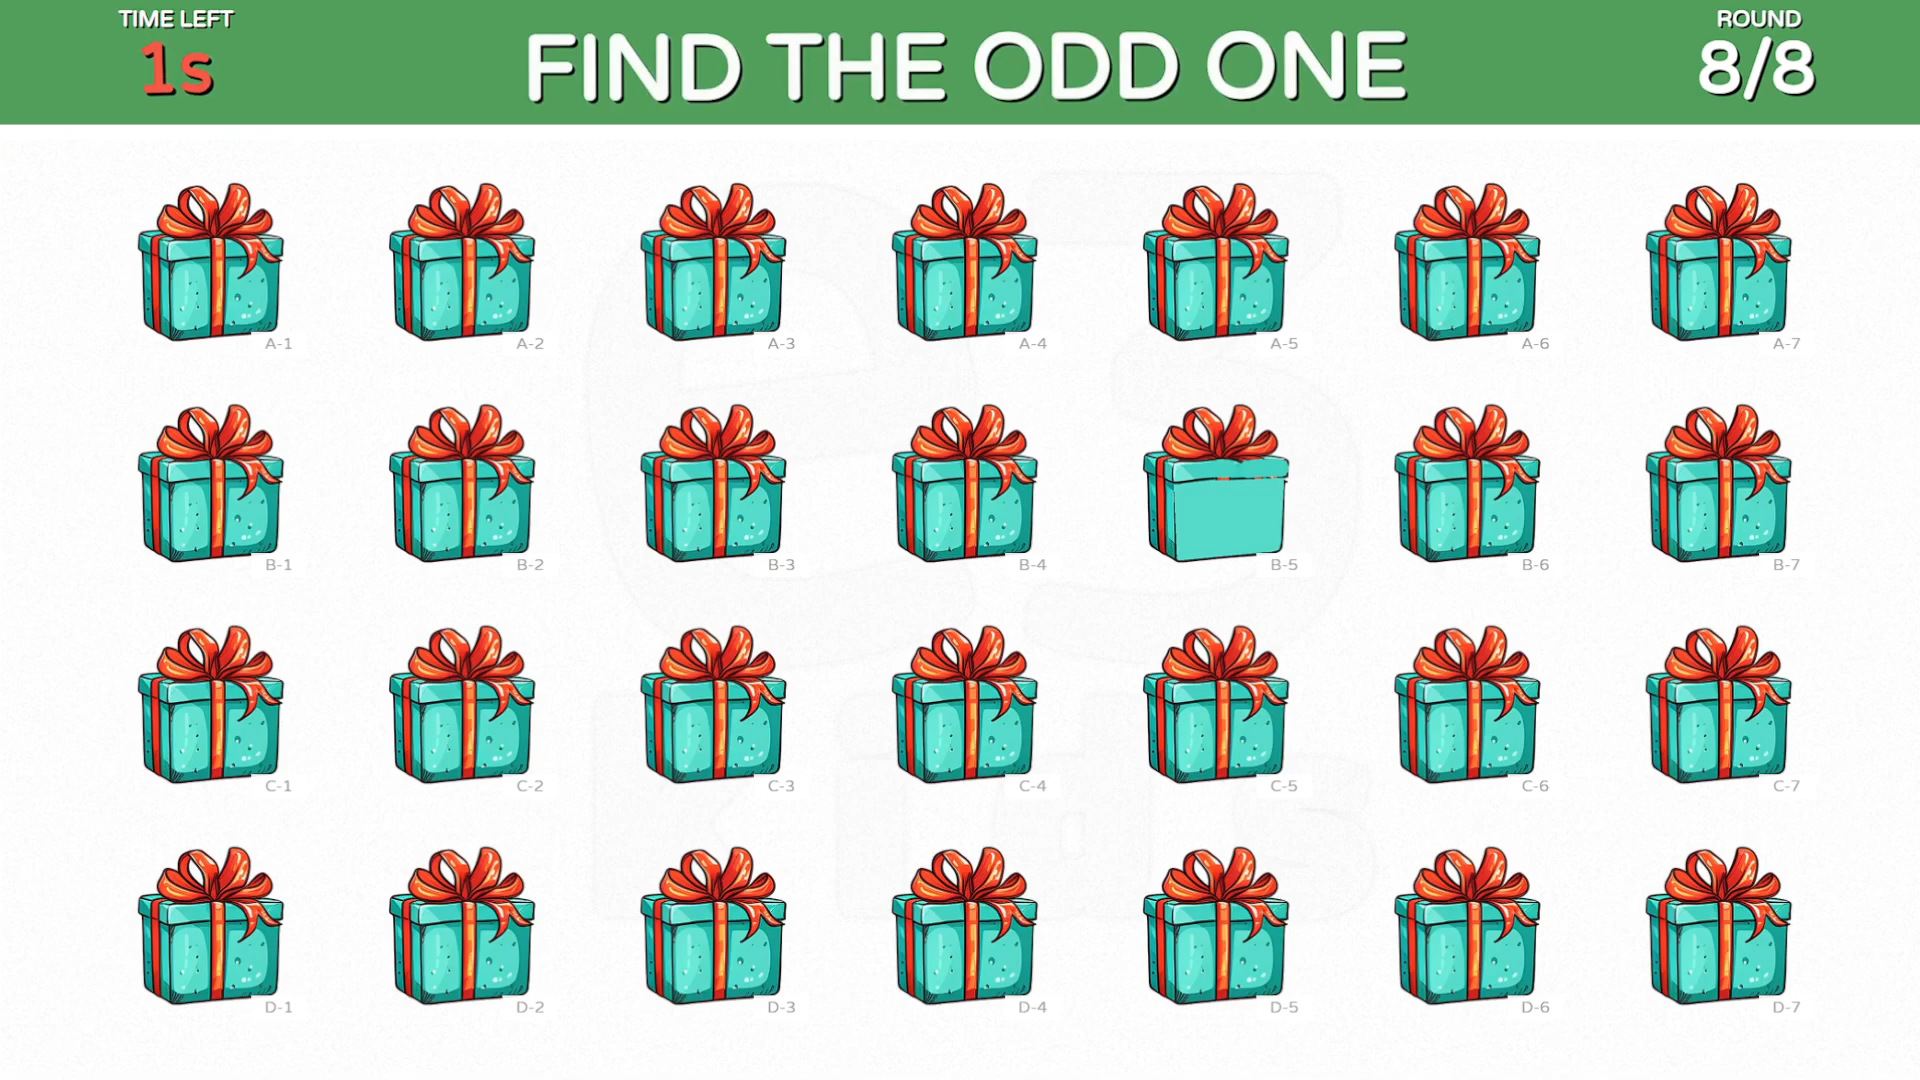 TIME LEFT
1s
FIND THE ODD ONE
ROUND
8/8
A-1 A-2 A-3 A-4 A-5 A-6 A-7
B-1 B-2 B-3 B-4 B-5 B-6 B-7
C-1 C-2 C-3 C-4 C-5 C-6 C-7
D-1 D-2 D-3 D-4 D-5 D-6 D-7
e3
Kids